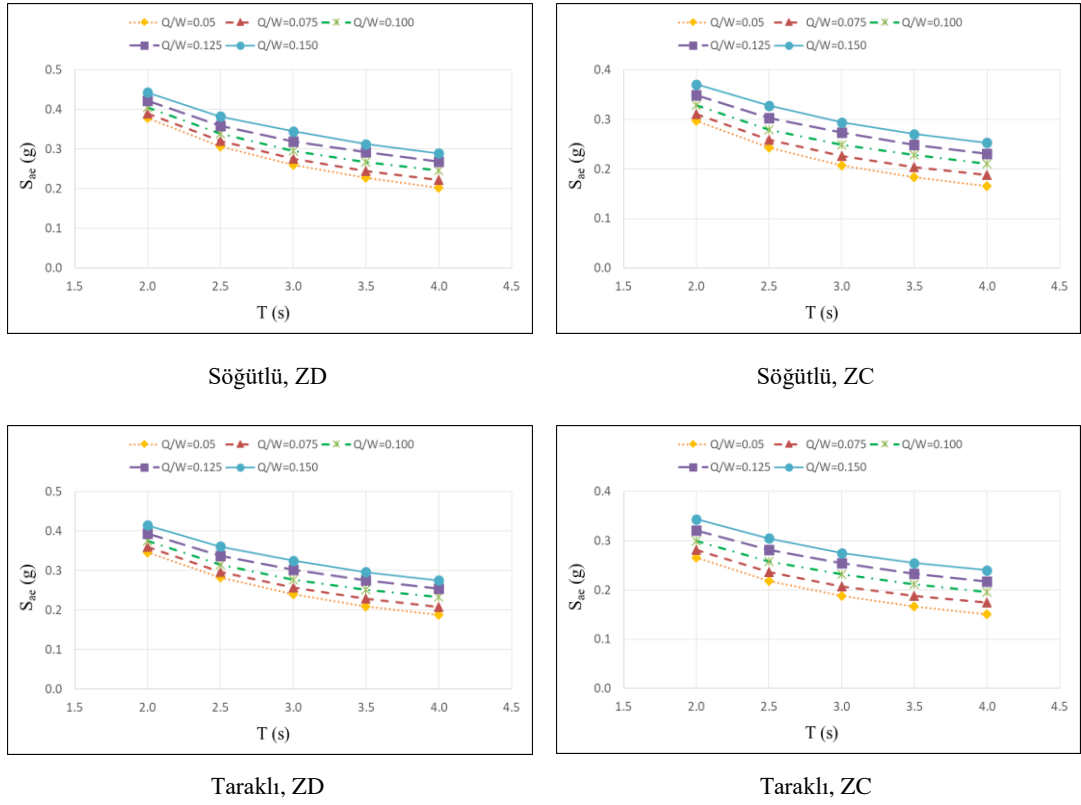 Q/W=0.05 Q/W=0.075 Q/W=0.100
Q/W=0.125 Q/W=0.150
S_ae (g)
0.5
0.4
0.3
0.2
0.1
0.0
1.5 2.0 2.5 3.0 3.5 4.0 4.5
T (s)
Söğütlü, ZD
Q/W=0.05 Q/W=0.075 Q/W=0.100
Q/W=0.125 Q/W=0.150
S_ae (g)
0.4
0.3
0.2
0.1
0.0
1.5 2.0 2.5 3.0 3.5 4.0 4.5
T (s)
Söğütlü, ZC
Q/W=0.05 Q/W=0.075 Q/W=0.100
Q/W=0.125 Q/W=0.150
S_ae (g)
0.5
0.4
0.3
0.2
0.1
0.0
1.5 2.0 2.5 3.0 3.5 4.0 4.5
T (s)
Taraklı, ZD
Q/W=0.05 Q/W=0.075 Q/W=0.100
Q/W=0.125 Q/W=0.150
S_ae (g)
0.4
0.3
0.2
0.1
0.0
1.5 2.0 2.5 3.0 3.5 4.0 4.5
T (s)
Taraklı, ZC